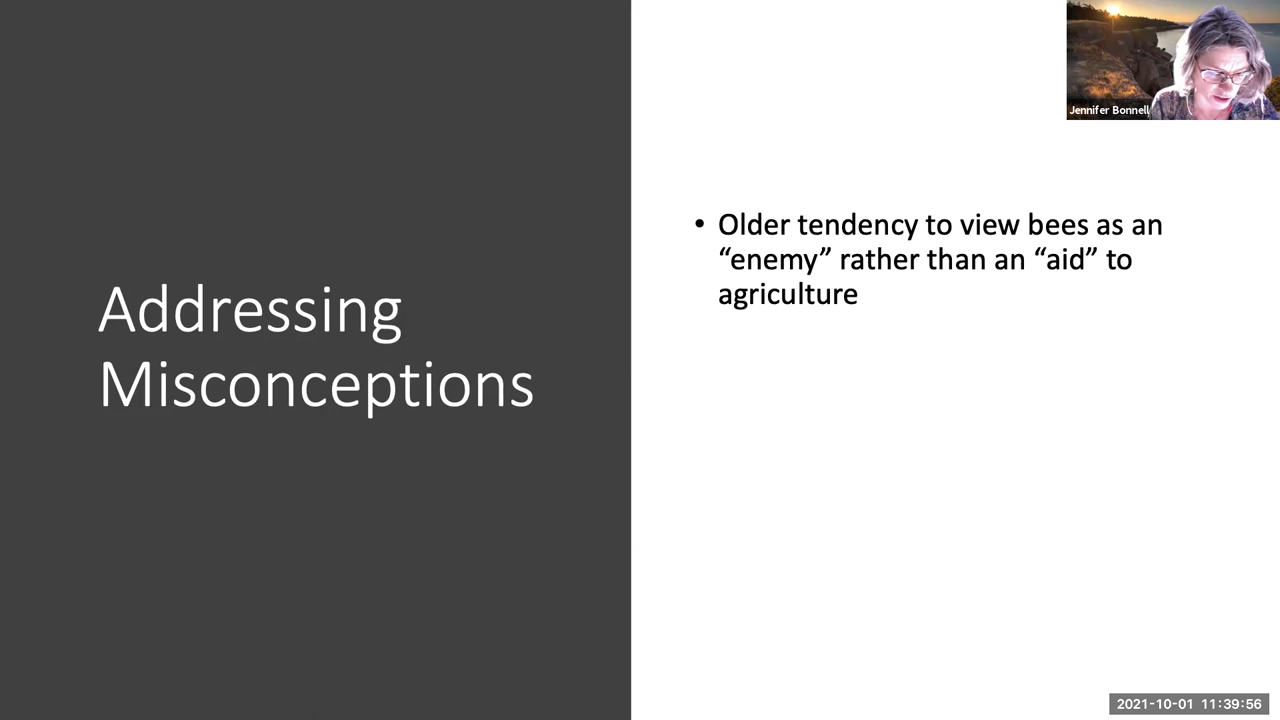 Jennifer Bonnell
Addressing
Misconceptions
• Older tendency to view bees as an
“enemy” rather than an “aid” to
agriculture
2021-10-01 11:39:56